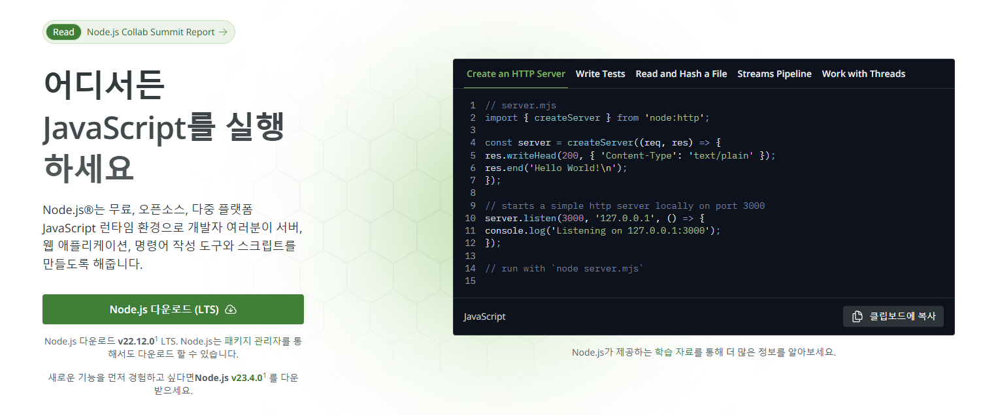 Read Node.js Collab Summit Report →
어디서든
JavaScript를 실행
하세요
Node.js®는 무료, 오픈소스, 다중 플랫폼
JavaScript 런타임 환경으로 개발자 여러분이 서버,
웹 애플리케이션, 명령어 작성 도구와 스크립트를
만들도록 해줍니다.
Node.js 다운로드 (LTS)
Node.js 다운로드 v22.12.0¹ LTS. Node.js는 패키지 관리자를 통
해서도 다운로드 할 수 있습니다.
새로운 기능을 먼저 경험하고 싶다면Node.js v23.4.0¹ 를 다운
받으세요.
Create an HTTP Server Write Tests Read and Hash a File Streams Pipeline Work with Threads
1 // server.mjs
2 import { createServer } from 'node:http';
3
4 const server = createServer((req, res) => {
5 res.writeHead(200, { 'Content-Type': 'text/plain' });
6 res.end('Hello World!\n');
7 });
8
9 // starts a simple http server locally on port 3000
10 server.listen(3000, '127.0.0.1', () => {
11 console.log('Listening on 127.0.0.1:3000');
12 });
13
14 // run with `node server.mjs`
15
JavaScript 클립보드에 복사
Node.js가 제공하는 학습 자료를 통해 더 많은 정보를 알아보세요.